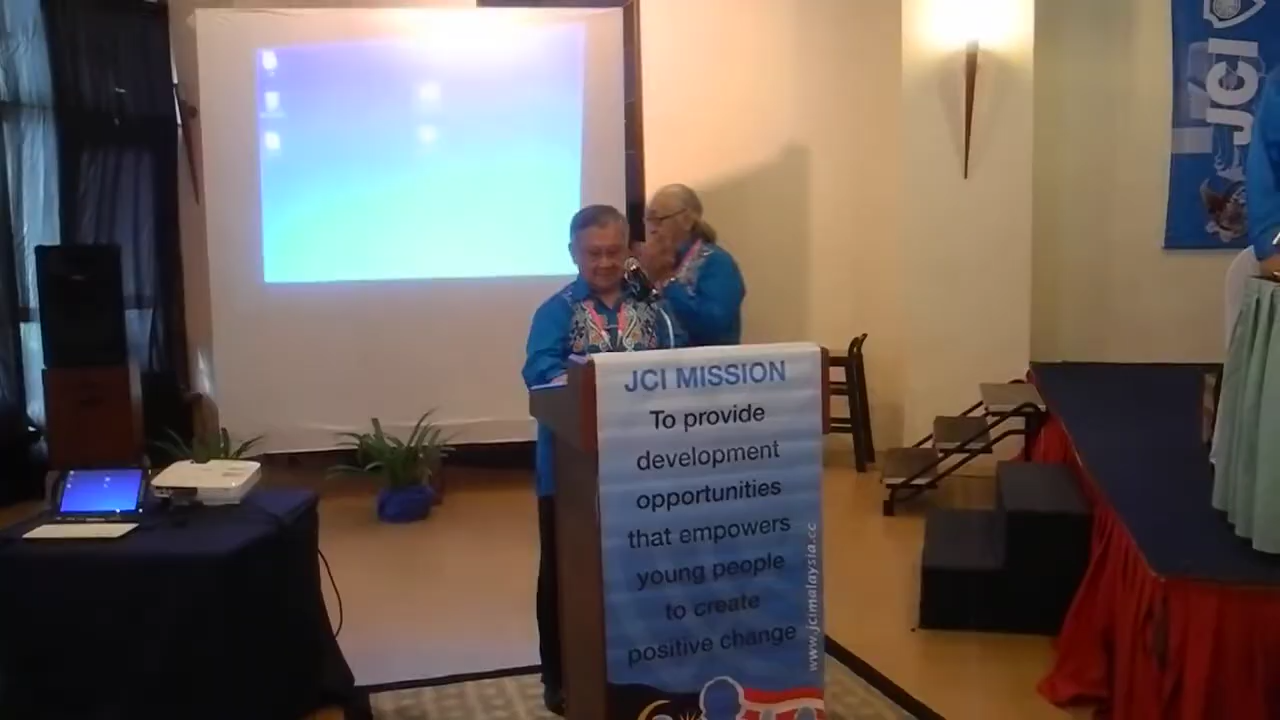 JCI
JCI MISSION
To provide
development
opportunities
that empowers
young people
to create
positive change
www.jcimalaysia.cc